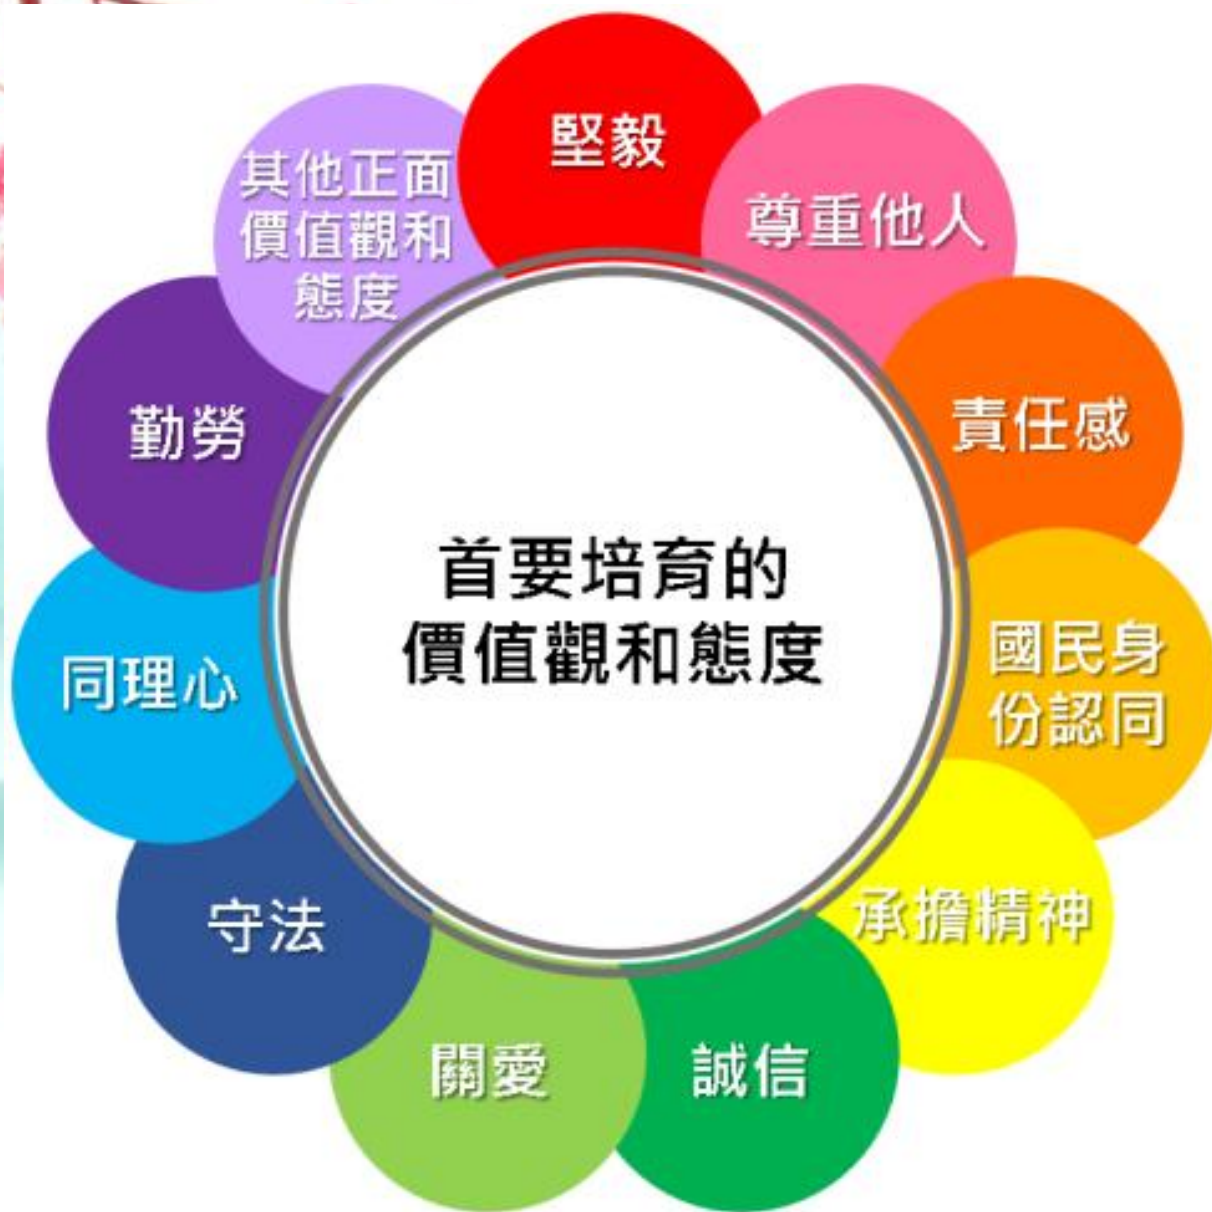 首要培育的
價值觀和態度
堅毅
尊重他人
責任感
國民身
份認同
承擔精神
誠信
關愛
守法
同理心
勤勞
其他正面
價值觀和
態度